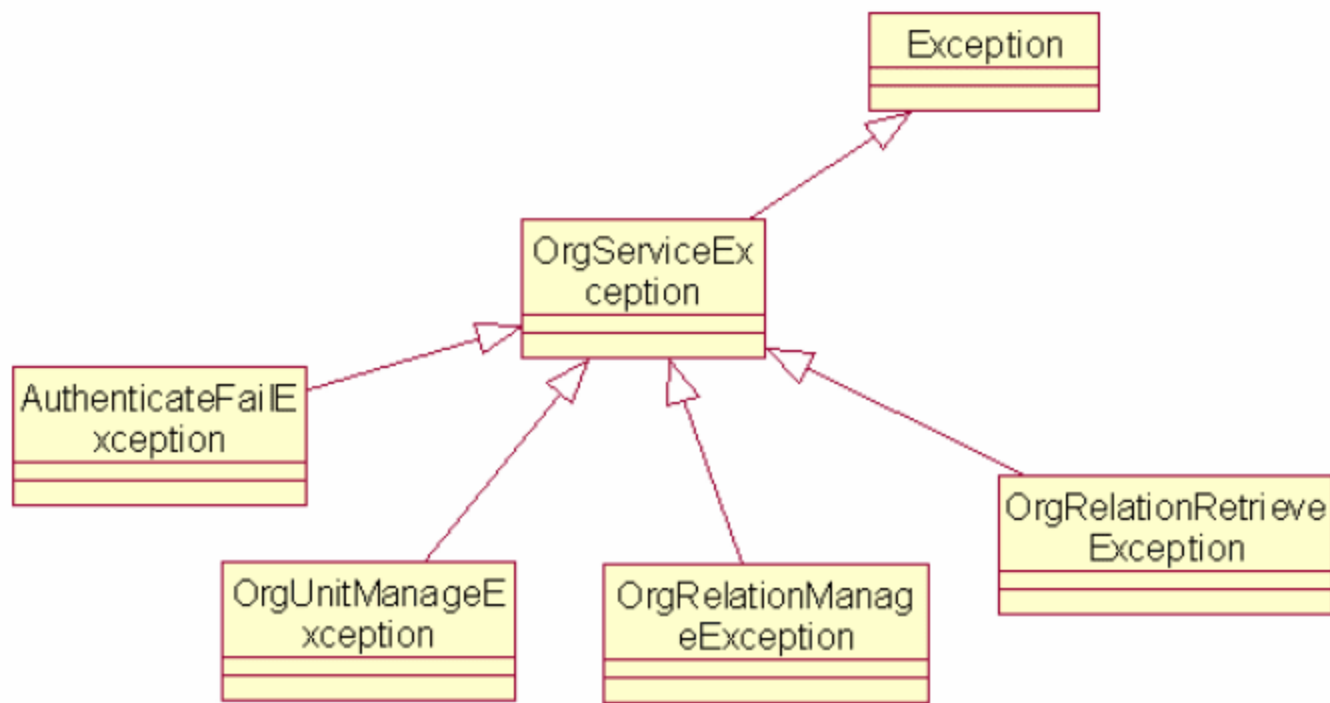 Exception
OrgServiceEx
ception
AuthenticateFailE
xception
OrgUnitManageE
xception
OrgRelationManag
eException
OrgRelationRetrieve
Exception